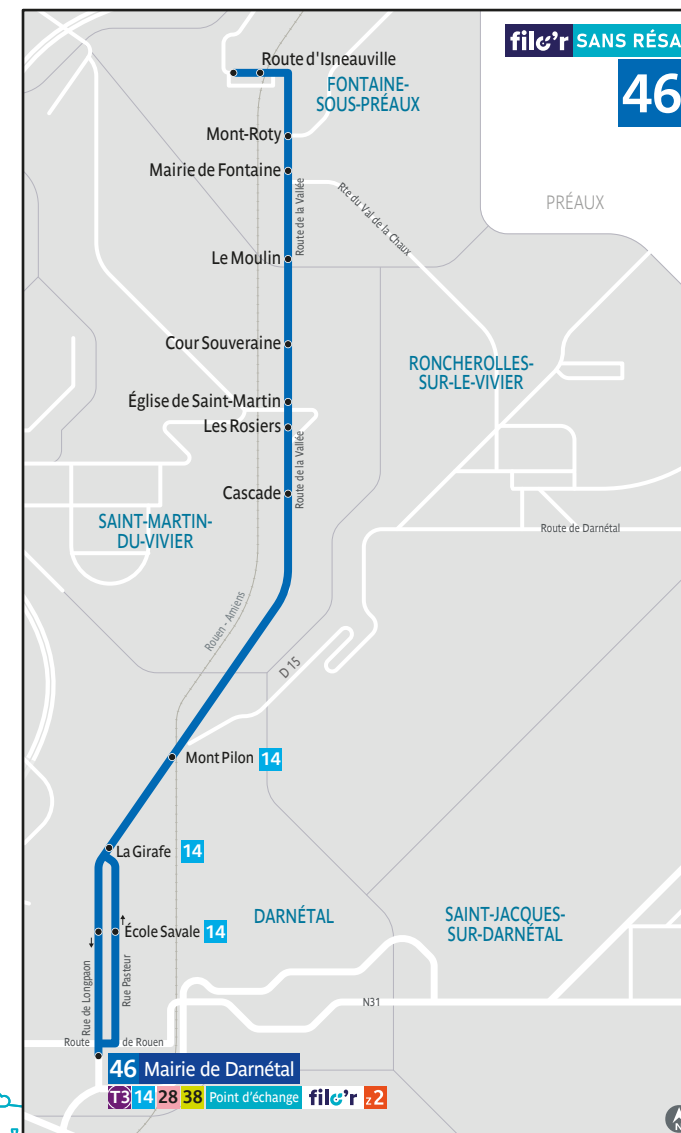 filo'r SANS RÉSA
46
Route d'Isneauville
FONTAINE-
SOUS-PRÉAUX
Mont-Roty
Mairie de Fontaine
Route de la Vallée
Rte du Val de la Chaux
PRÉAUX
Le Moulin
Cour Souveraine
RONCHEROLLES-
SUR-LE-VIVIER
Église de Saint-Martin
Les Rosiers
Route de la Vallée
Cascade
SAINT-MARTIN-
DU-VIVIER
Route de Darnétal
Rouen - Amiens
D 15
Mont Pilon 14
La Girafe 14
École Savale 14
DARNÉTAL
SAINT-JACQUES-
SUR-DARNÉTAL
Rue de Longpaon
Rue Pasteur
N31
Route de Rouen
46 Mairie de Darnétal
T3 14 28 38 Point d'échange filo'r z2
N